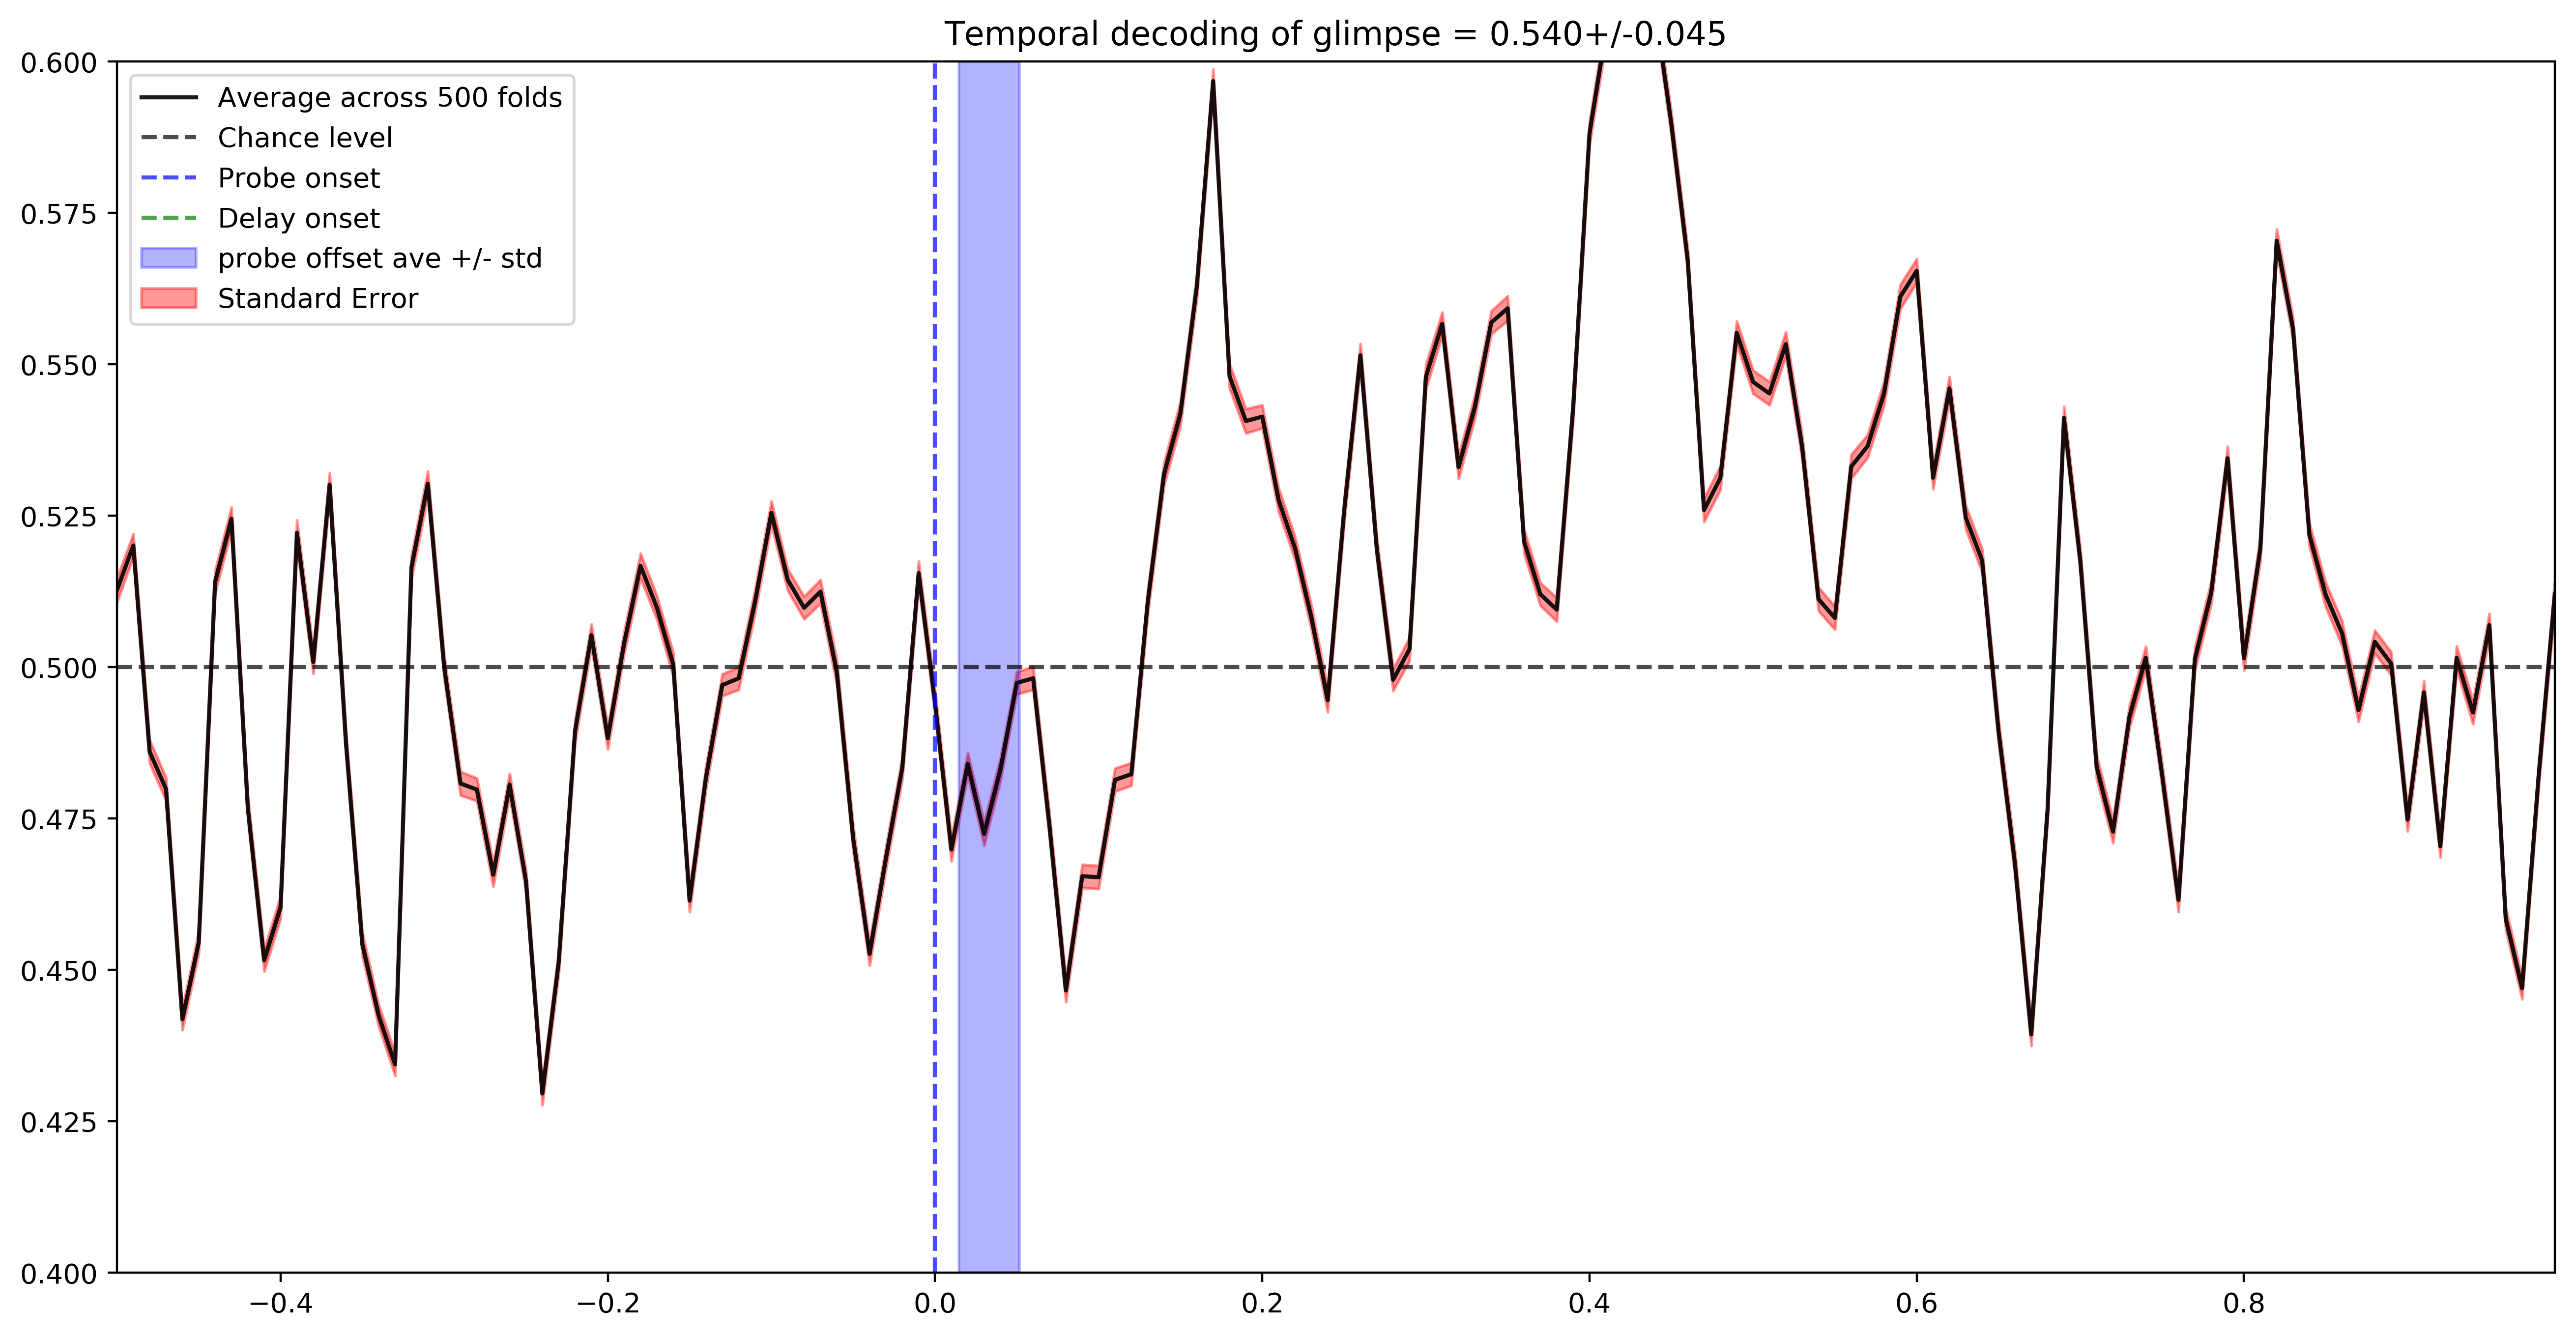 Temporal decoding of glimpse = 0.540+/-0.045
0.600
0.575
0.550
0.525
0.500
0.475
0.450
0.425
0.400
Average across 500 folds
Chance level
Probe onset
Delay onset
probe offset ave +/- std
Standard Error
−0.4 −0.2 0.0 0.2 0.4 0.6 0.8